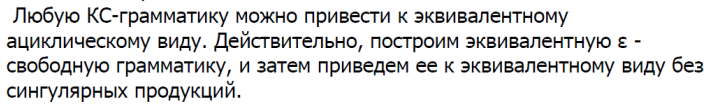 Любую КС-грамматику можно привести к эквивалентному
ациклическому виду. Действительно, построим эквивалентную ε -
свободную грамматику, и затем приведем ее к эквивалентному виду без
сингулярных продукций.